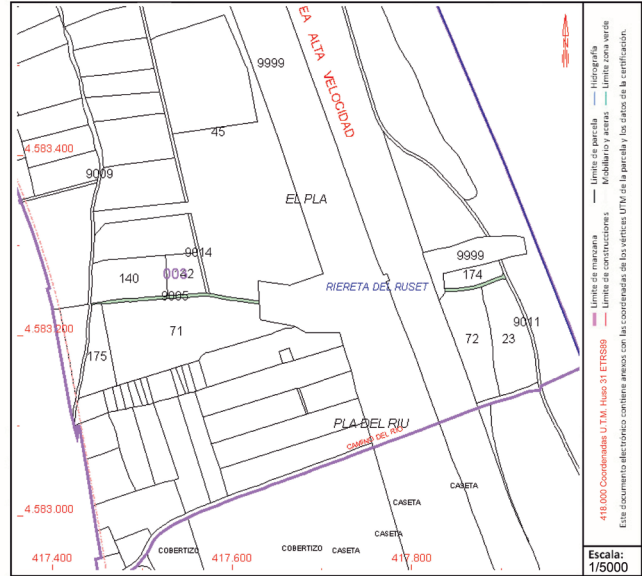 EA ALTA VELOCIDAD
9999
45
4.583.400
9009
EL PLA
9014
9999
140
174
RIERETA DEL RUSET
9005
9011
4.583.200
71
175
72
23
PLA DEL RIU
CAMINO DEL RIO
CASETA
CASETA
4.583.000
CASETA
COBERTIZO
COBERTIZO
CASETA
417.400
417.600
417.800
Límite de manzana
Límite de parcela
Hidrografía
Límite de construcciones
Mobiliario y aceras
Límite zona verde
418.000 Coordenadas U.T.M. Huso 31 ETRS89
Este documento electrónico contiene anexos con las coordenadas de los vértices UTM de la parcela y los datos de la certificación.
Escala:
1/5000